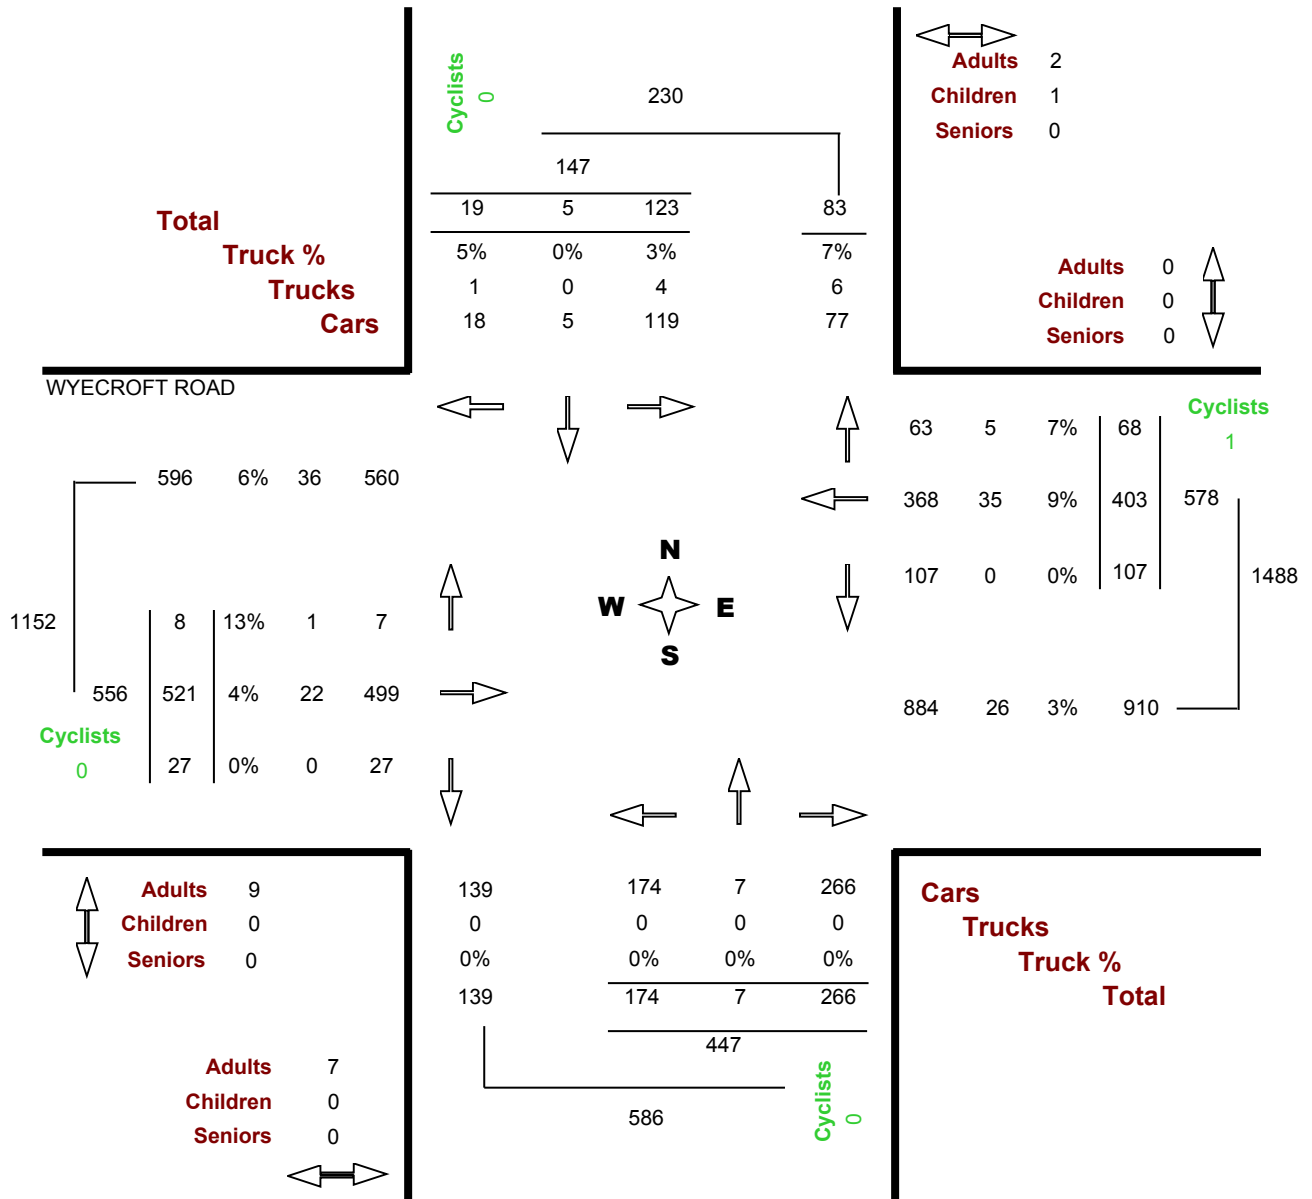 Cyclists
0
230
147
19 5 123 83
5% 0% 3% 7%
1 0 4 6
18 5 119 77
Total
Truck %
Trucks
Cars
Adults 2
Children 1
Seniors 0
Adults 0
Children 0
Seniors 0
WYECROFT ROAD
596 6% 36 560
1152
8 13% 1 7
556 521 4% 22 499
27 0% 0 27
Cyclists
0
N
W E
S
63 5 7% 68
368 35 9% 403 578
107 0 0% 107
Cyclists
1
1488
884 26 3% 910
Adults 9
Children 0
Seniors 0
Adults 7
Children 0
Seniors 0
139 174 7 266
0 0 0 0
0% 0% 0% 0%
139 174 7 266
447
586
Cyclists
0
Cars
Trucks
Truck %
Total